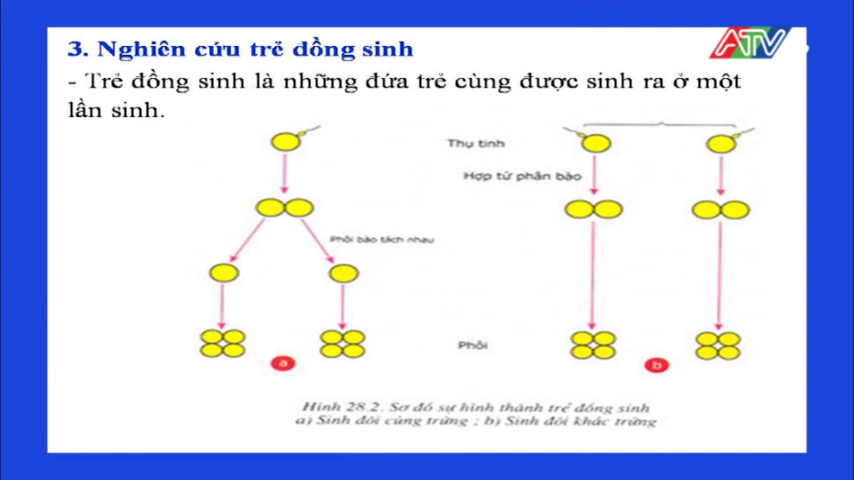 3. Nghiên cứu trẻ đồng sinh
ATV
- Trẻ đồng sinh là những đứa trẻ cùng được sinh ra ở một
lần sinh.
Thụ tinh
Hợp tử phân bào
Phôi bào tách nhau
Phôi
a
b
Hình 28.2. Sơ đồ sự hình thành trẻ đồng sinh
a) Sinh đôi cùng trứng ; b) Sinh đôi khác trứng